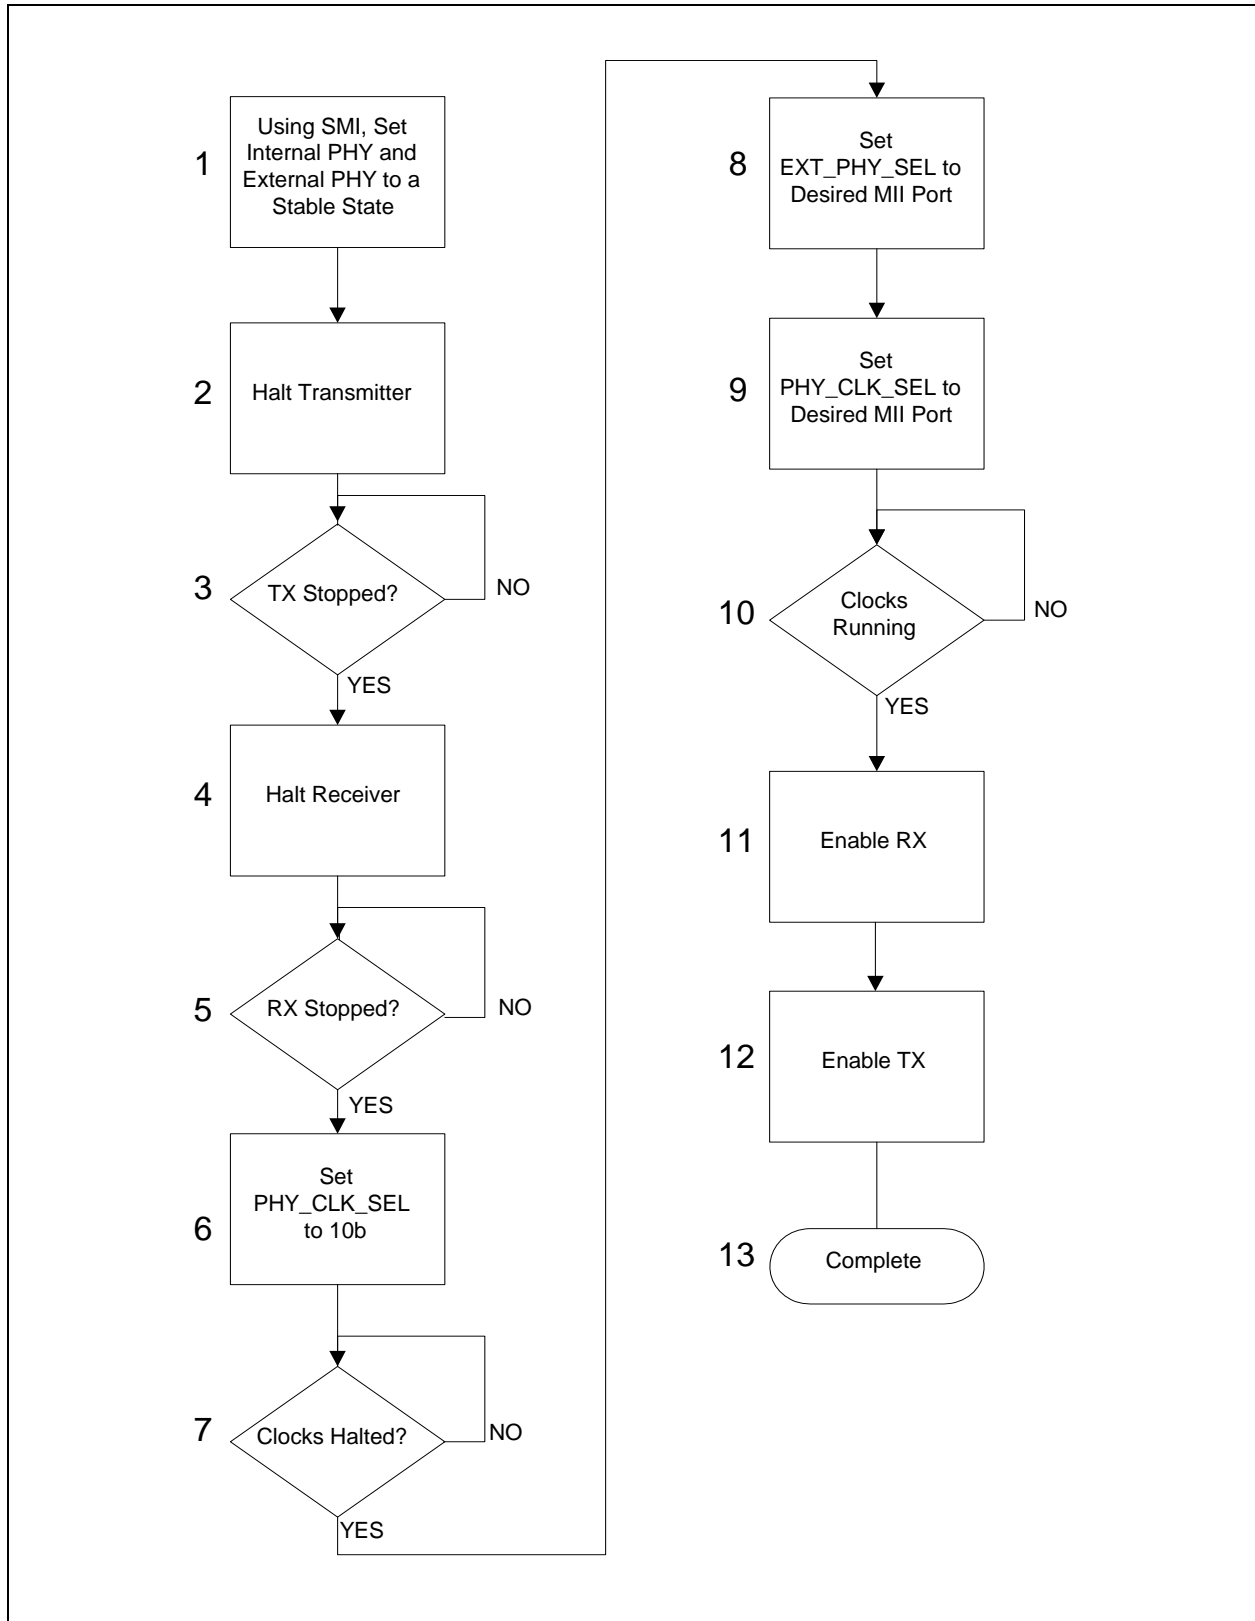 1
Using SMI, Set
Internal PHY and
External PHY to a
Stable State
2
Halt Transmitter
3
TX Stopped?
NO
YES
4
Halt Receiver
5
RX Stopped?
NO
YES
6
Set
PHY_CLK_SEL
to 10b
7
Clocks Halted?
NO
YES
8
Set
EXT_PHY_SEL to
Desired MII Port
9
Set
PHY_CLK_SEL to
Desired MII Port
10
Clocks
Running
NO
YES
11
Enable RX
12
Enable TX
13
Complete